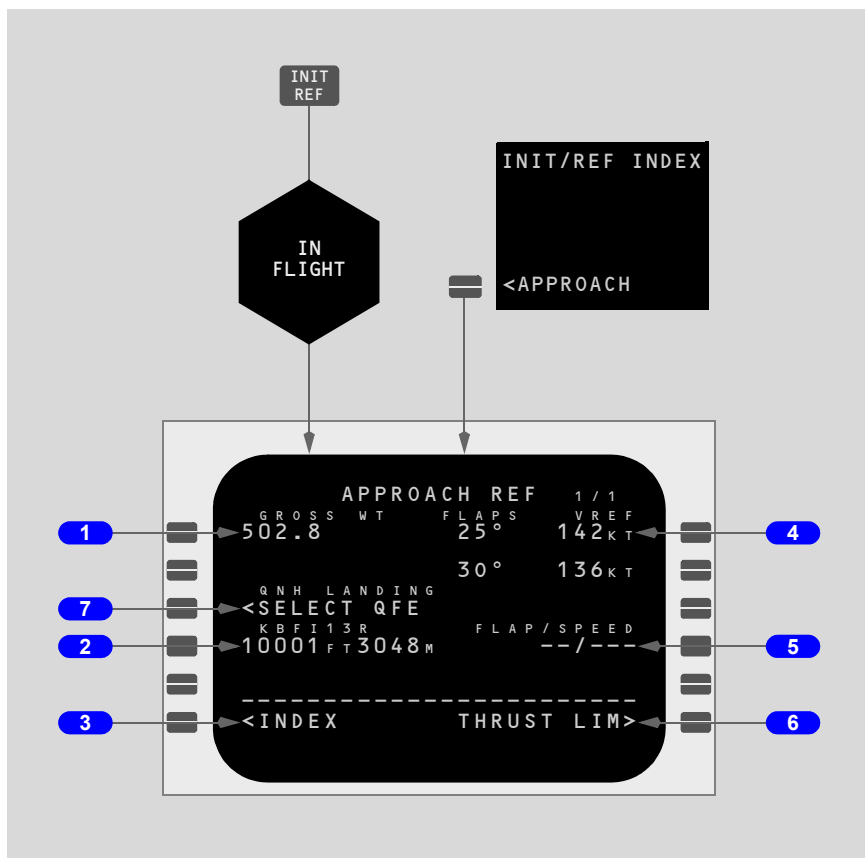 INIT
REF
INIT/REF INDEX
IN
FLIGHT
<APPROACH
APPROACH REF 1/1
GROSS WT FLAPS VREF
1 502.8 25° 142KT 4
30° 136KT
QNH LANDING
7 <SELECT QFE
KBFI13R FLAP/SPEED
2 10001FT3048M --/--- 5
------------------------
3 <INDEX THRUST LIM> 6